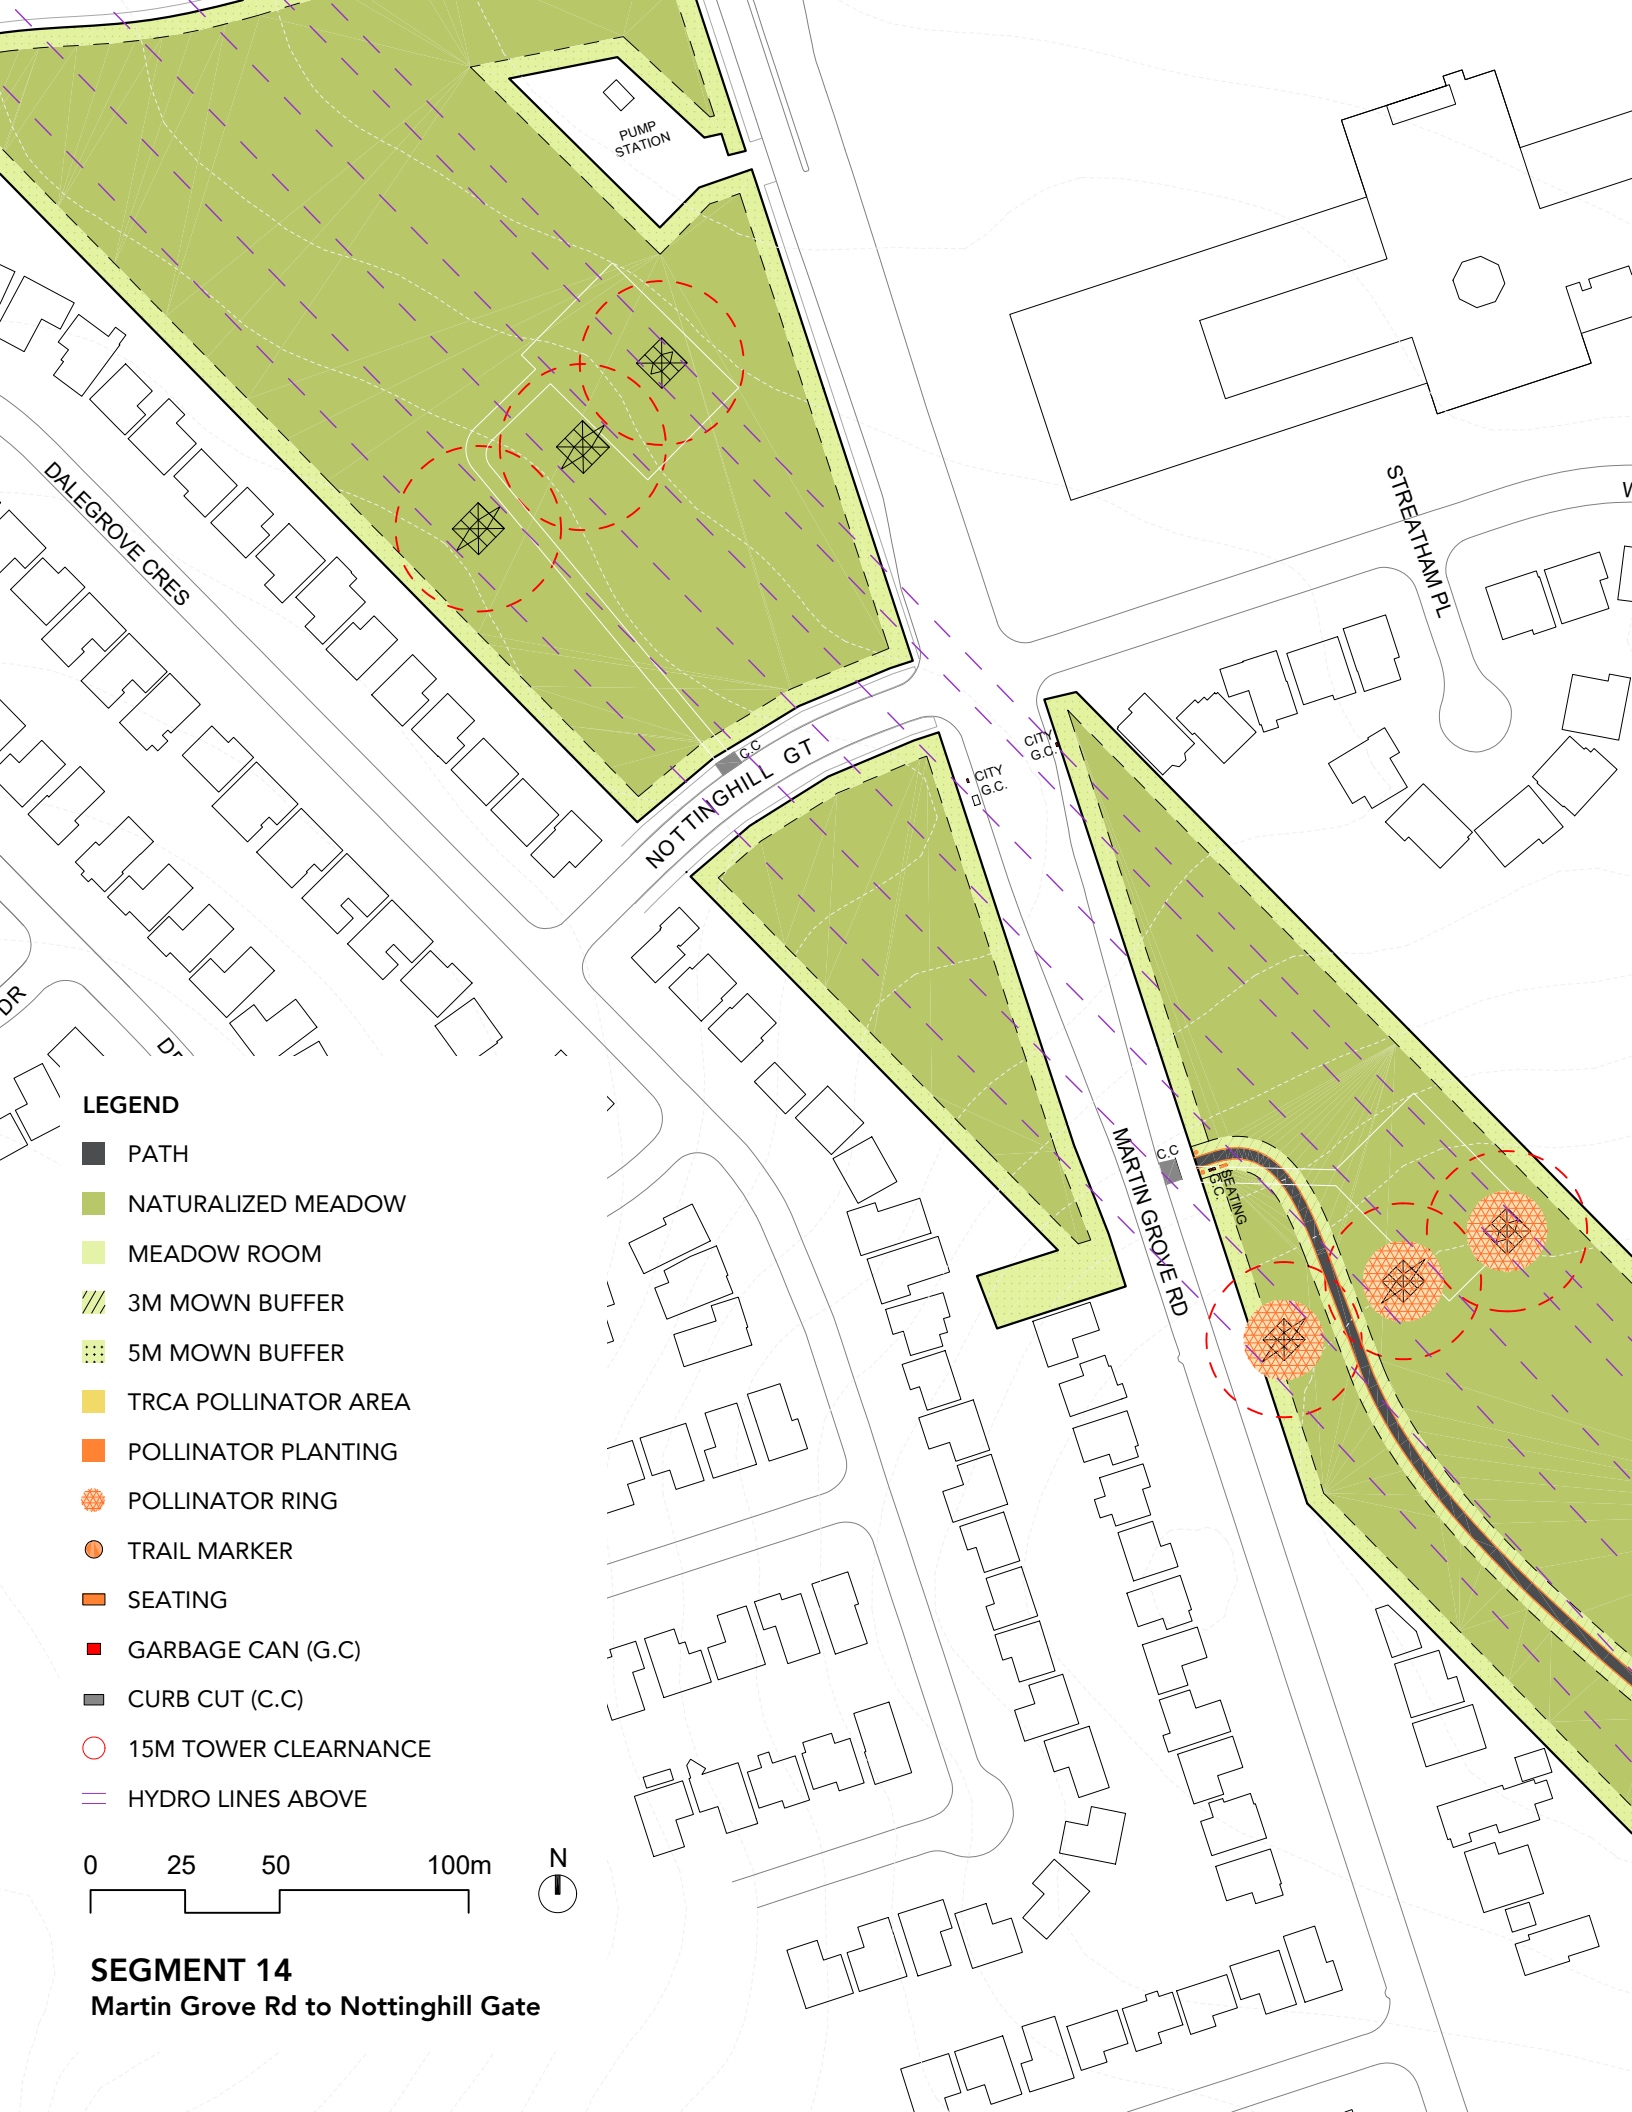 PUMP
STATION
DALEGROVE CRES
STREATHAM PL
W
G.C
NOTTINGHILL GT
CITY
G.C.
CITY
G.C.
DR
C.C
SEATING
G.C.
MARTIN GROVE RD
LEGEND
PATH
NATURALIZED MEADOW
MEADOW ROOM
3M MOWN BUFFER
5M MOWN BUFFER
TRCA POLLINATOR AREA
POLLINATOR PLANTING
POLLINATOR RING
TRAIL MARKER
SEATING
GARBAGE CAN (G.C)
CURB CUT (C.C)
15M TOWER CLEARNANCE
HYDRO LINES ABOVE
0 25 50 100m
N
SEGMENT 14
Martin Grove Rd to Nottinghill Gate